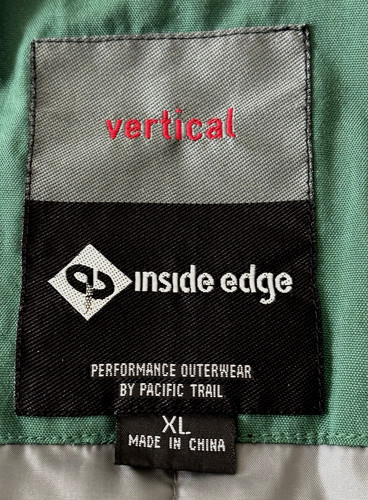 vertical
inside edge
PERFORMANCE OUTERWEAR
BY PACIFIC TRAIL
XL
MADE IN CHINA